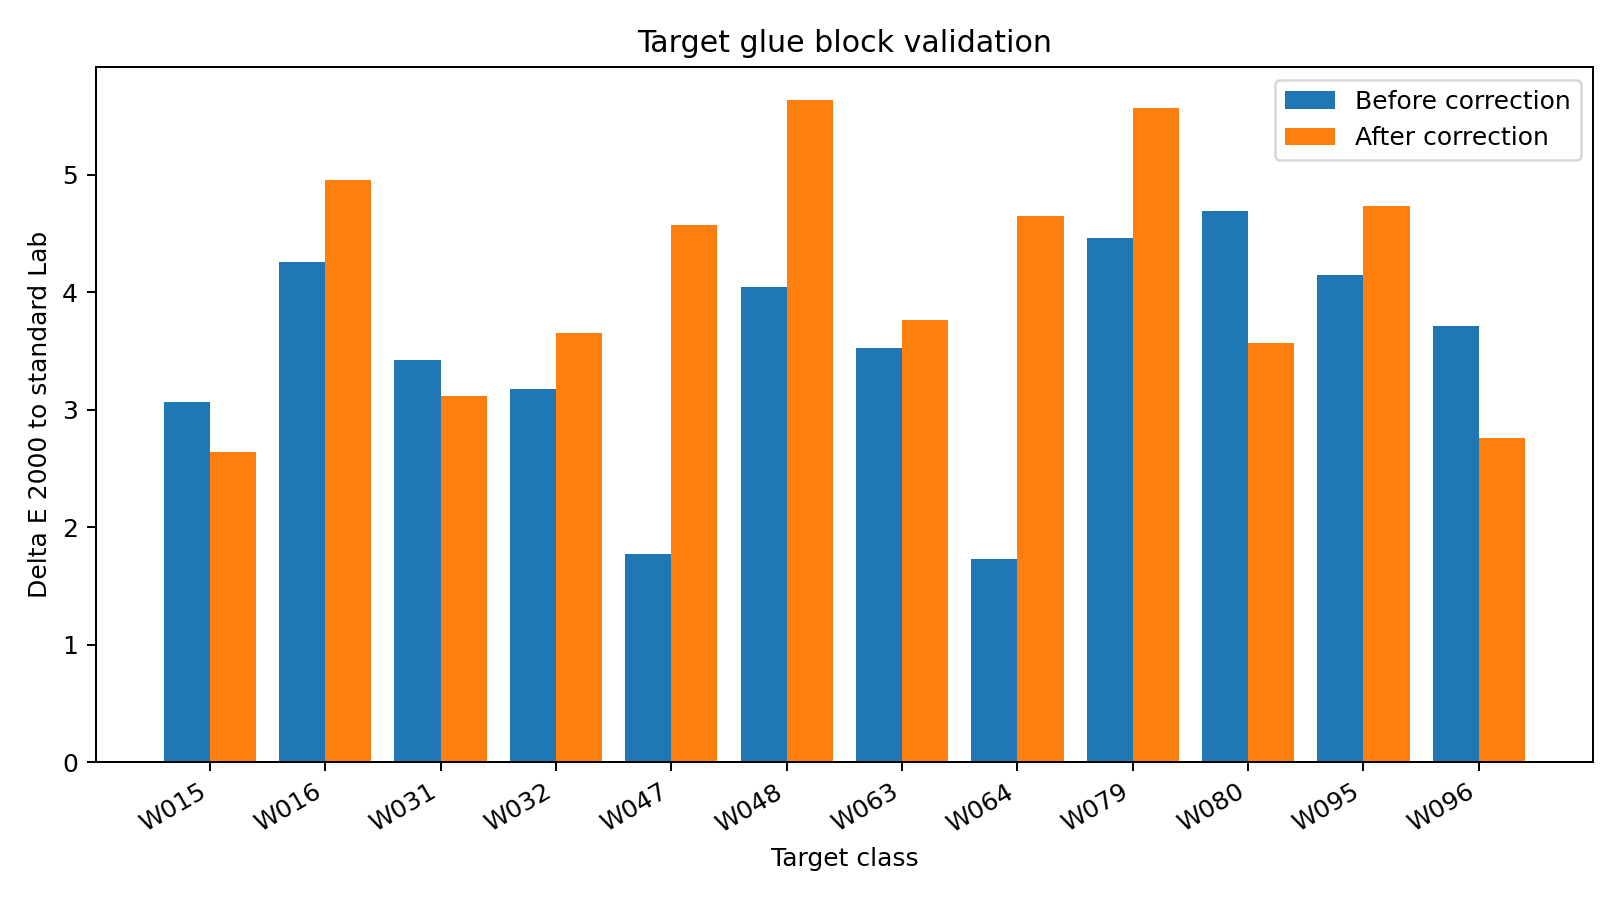 Target glue block validation
Before correction
After correction
Delta E 2000 to standard Lab
5
4
3
2
1
0
W015
W016
W031
W032
W047
W048
W063
W064
W079
W080
W095
W096
Target class